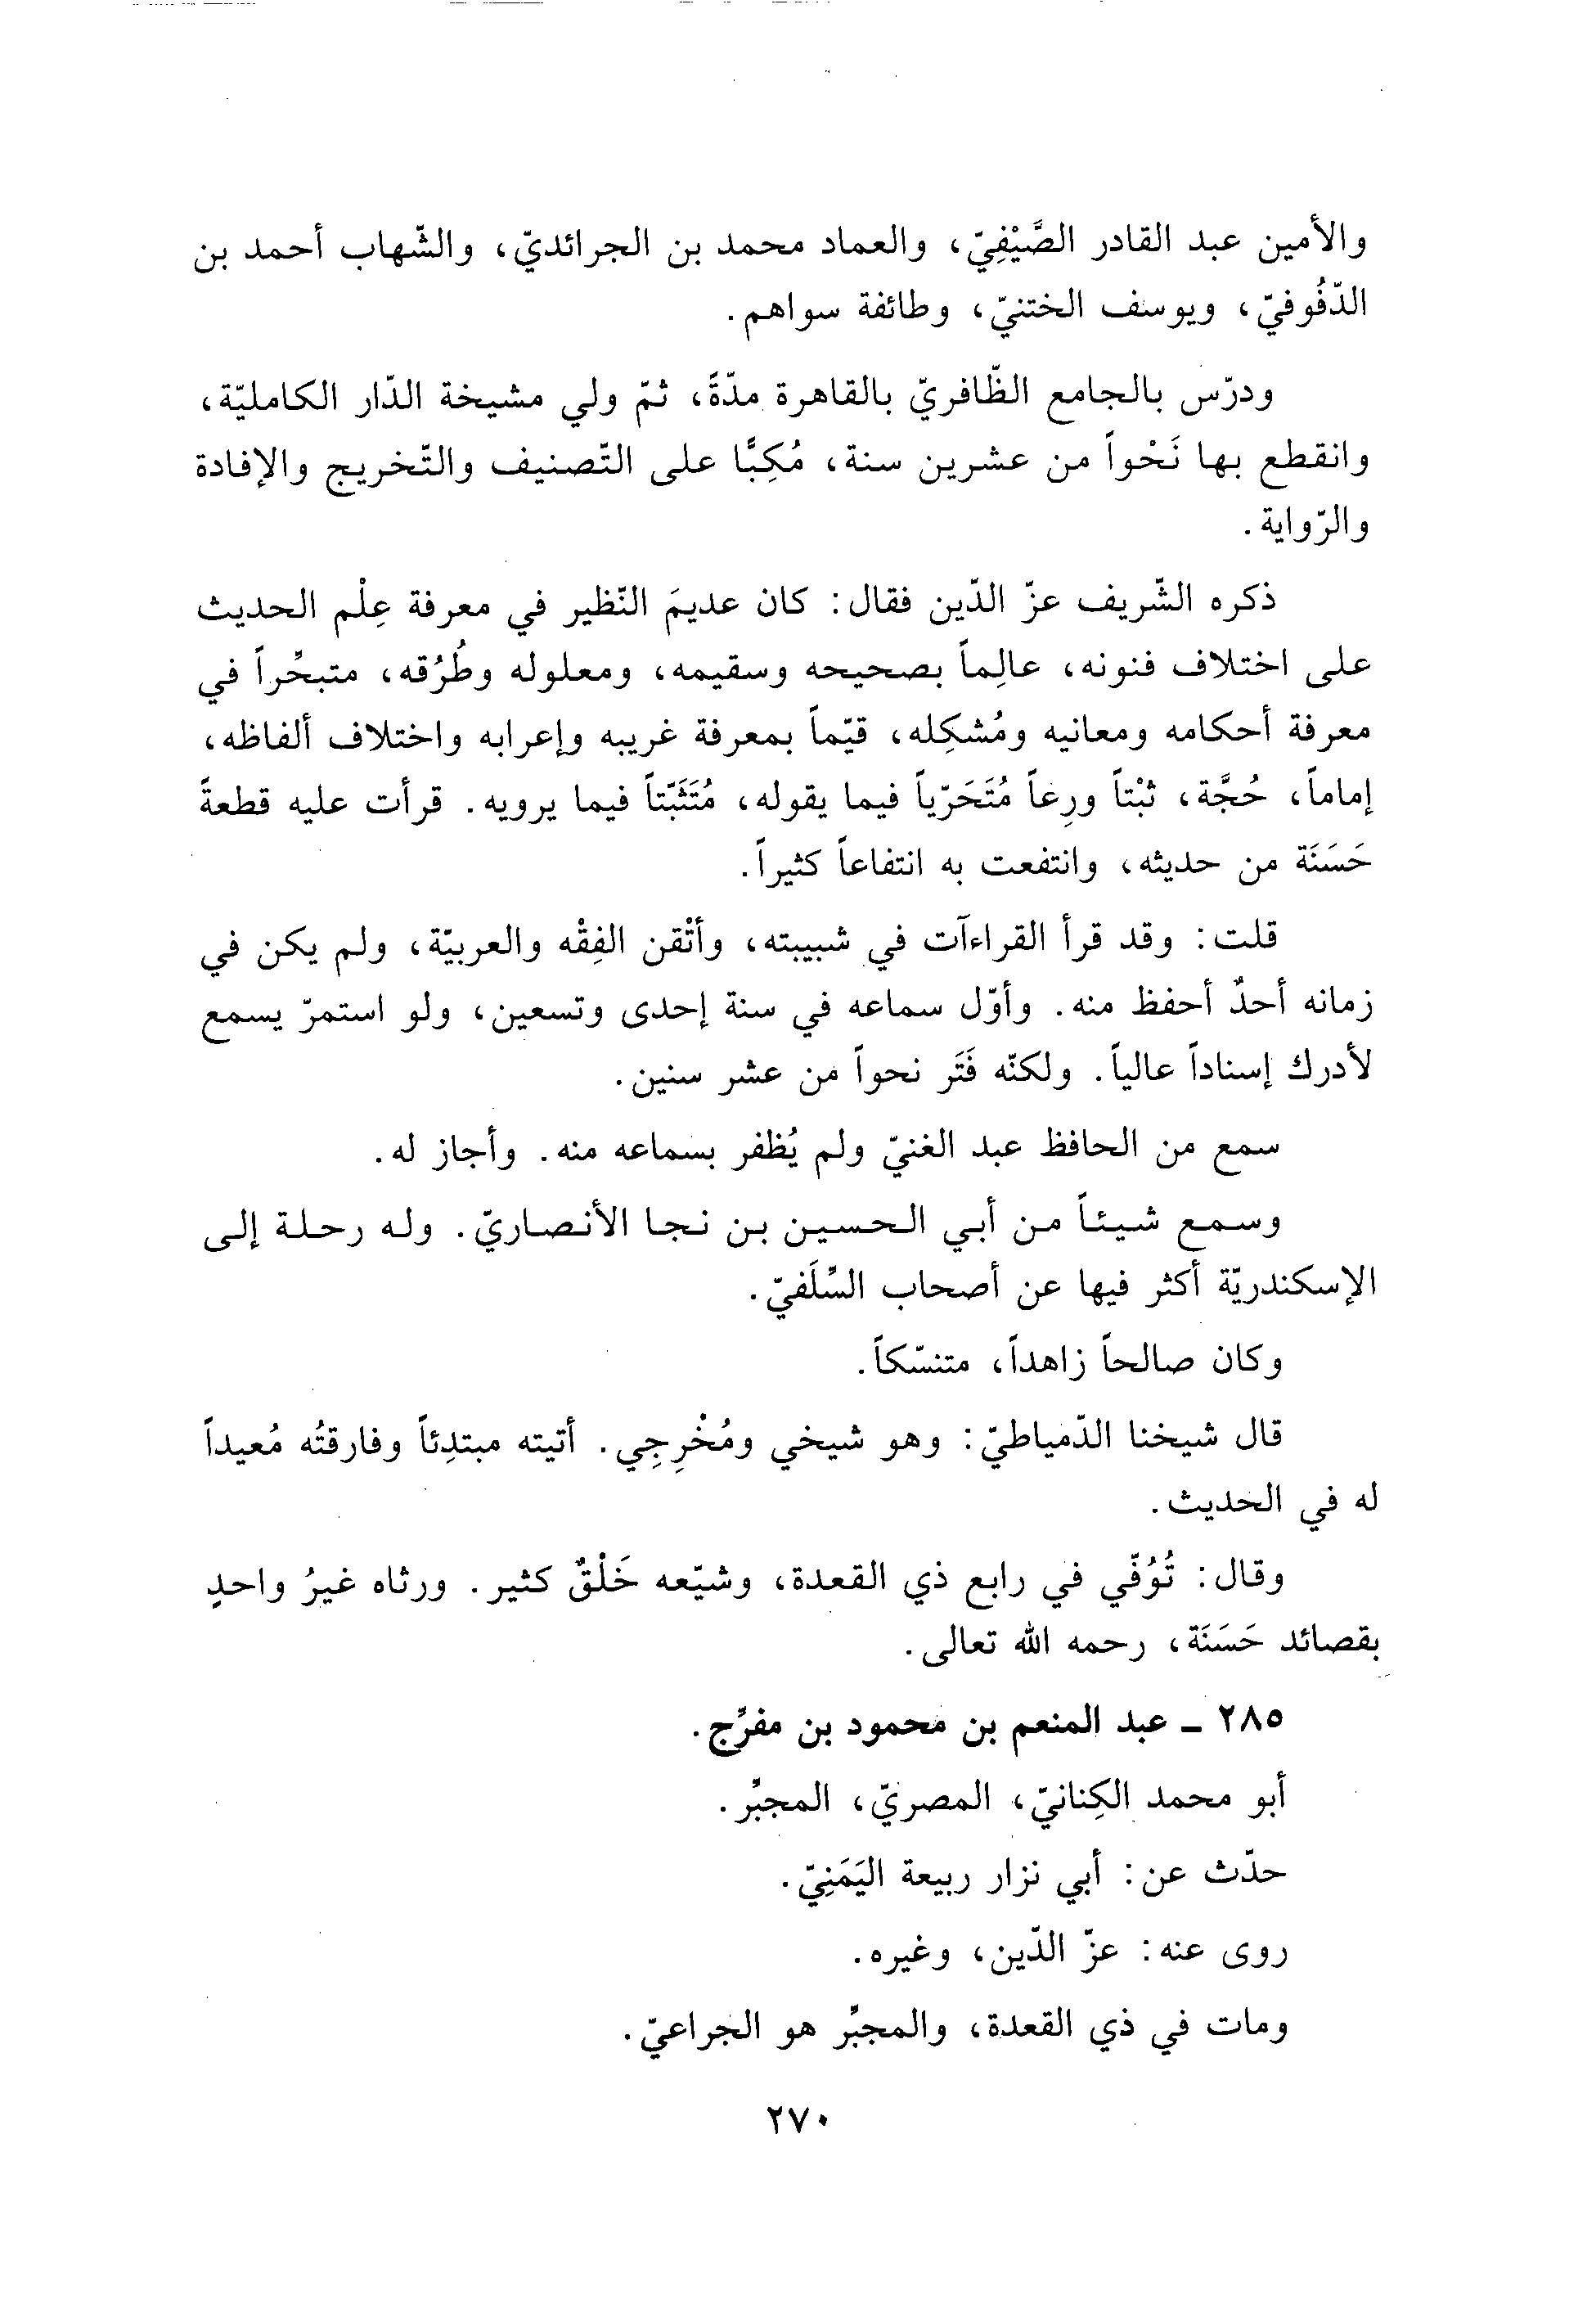 والأمين عبد القادر الصَّيْفِيّ، والعماد محمد بن الجرائديّ، والشّهاب أحمد بن
الدّفُوفيّ، ويوسف الختنيّ، وطائفة سواهم.
ودرّس بالجامع الظّافريّ بالقاهرة مدّةً، ثمّ ولي مشيخة الدّار الكامليّة،
وانقطع بها نَحْواً من عشرين سنة، مُكِبًّا على التّصنيف والتّخريج والإفادة
والرّواية.
ذكره الشّريف عزّ الدّين فقال: كان عديمَ النّظير في معرفة عِلْم الحديث
على اختلاف فنونه، عالِماً بصحيحه وسقيمه، ومعلوله وطُرُقه، متبحِّراً في
معرفة أحكامه ومعانيه ومُشكِله، قيّماً بمعرفة غريبه وإعرابه واختلاف ألفاظه،
إماماً، حُجَّة، ثبْتاً ورِعاً مُتَحَرّياً فيما يقوله، مُتَثَبّتاً فيما يرويه. قرأت عليه قطعةً
حَسَنَة من حديثه، وانتفعت به انتفاعاً كثيراً.
قلت: وقد قرأ القراءآت في شبيبته، وأتْقن الفِقْه والعربيّة، ولم يكن في
زمانه أحدٌ أحفظ منه. وأوّل سماعه في سنة إحدى وتسعين، ولو استمرّ يسمع
لأدرك إسناداً عالياً. ولكنّه فَتَر نحواً من عشر سنين.
سمع من الحافظ عبد الغنيّ ولم يُظفر بسماعه منه. وأجاز له.
وسمع شيئاً من أبي الحسين بن نجا الأنصاريّ. وله رحلة إلى
الإسكندريّة أكثر فيها عن أصحاب السِّلَفيّ.
وكان صالحاً زاهداً، متنسّكاً.
قال شيخنا الدّمياطيّ: وهو شيخي ومُخْرِجِي. أتيته مبتدِئاً وفارقتُه مُعيداً
له في الحديث.
وقال: تُوُفّي في رابع ذي القعدة، وشيّعه خَلْقٌ كثير. ورثاه غيرُ واحدٍ
بقصائد حَسَنَة، رحمه الله تعالى.
٢٨٥ ــ عبد المنعم بن محمود بن مفرِّج.
أبو محمد الكِنانيّ، المصريّ، المجبِّر.
حدّث عن: أبي نزار ربيعة اليَمَنِيّ.
روى عنه: عزّ الدّين، وغيره.
ومات في ذي القعدة، والمجبِّر هو الجراعيّ.
٢٧٠